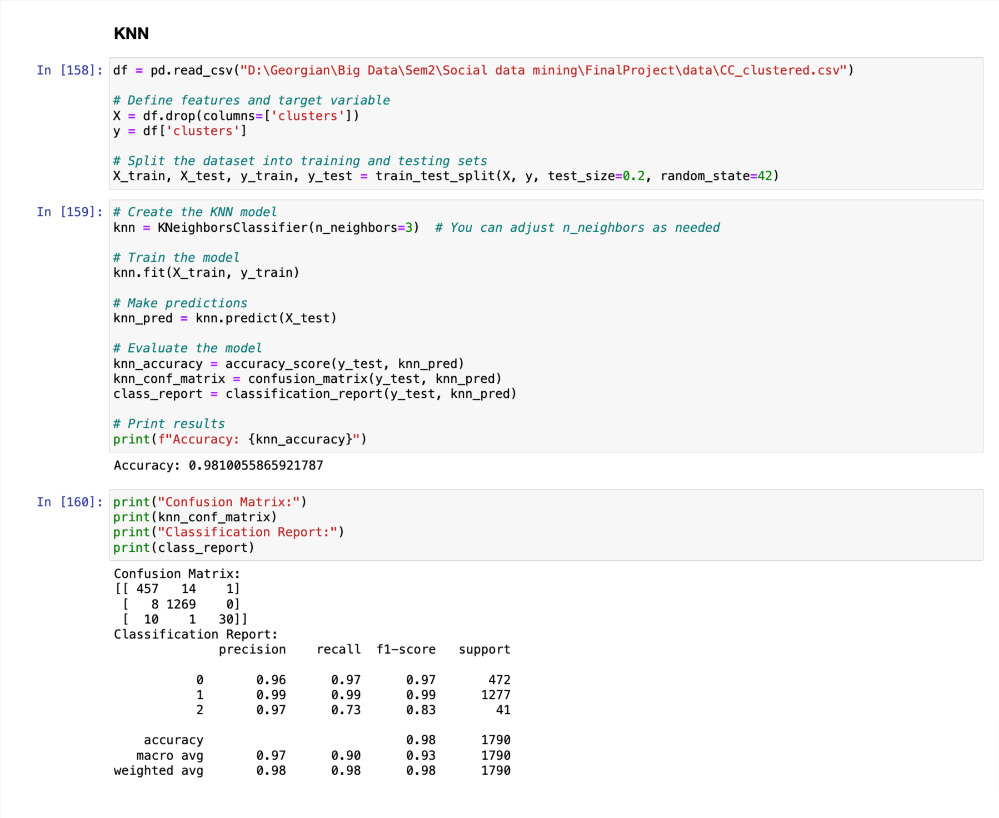 KNN
In [158]: df = pd.read_csv("D:\Georgian\Big Data\Sem2\Social data mining\FinalProject\data\CC_clustered.csv")
# Define features and target variable
X = df.drop(columns=['clusters'])
y = df['clusters']
# Split the dataset into training and testing sets
X_train, X_test, y_train, y_test = train_test_split(X, y, test_size=0.2, random_state=42)
In [159]: # Create the KNN model
knn = KNeighborsClassifier(n_neighbors=3)  # You can adjust n_neighbors as needed
# Train the model
knn.fit(X_train, y_train)
# Make predictions
knn_pred = knn.predict(X_test)
# Evaluate the model
knn_accuracy = accuracy_score(y_test, knn_pred)
knn_conf_matrix = confusion_matrix(y_test, knn_pred)
class_report = classification_report(y_test, knn_pred)
# Print results
print(f"Accuracy: {knn_accuracy}")
Accuracy: 0.9810055865921787
In [160]: print("Confusion Matrix:")
print(knn_conf_matrix)
print("Classification Report:")
print(class_report)
Confusion Matrix:
[[ 457   14    1]
 [   8 1269    0]
 [  10    1   30]]
Classification Report:
              precision    recall  f1-score   support
           0       0.96      0.97      0.97       472
           1       0.99      0.99      0.99      1277
           2       0.97      0.73      0.83        41
    accuracy                           0.98      1790
   macro avg       0.97      0.90      0.93      1790
weighted avg       0.98      0.98      0.98      1790